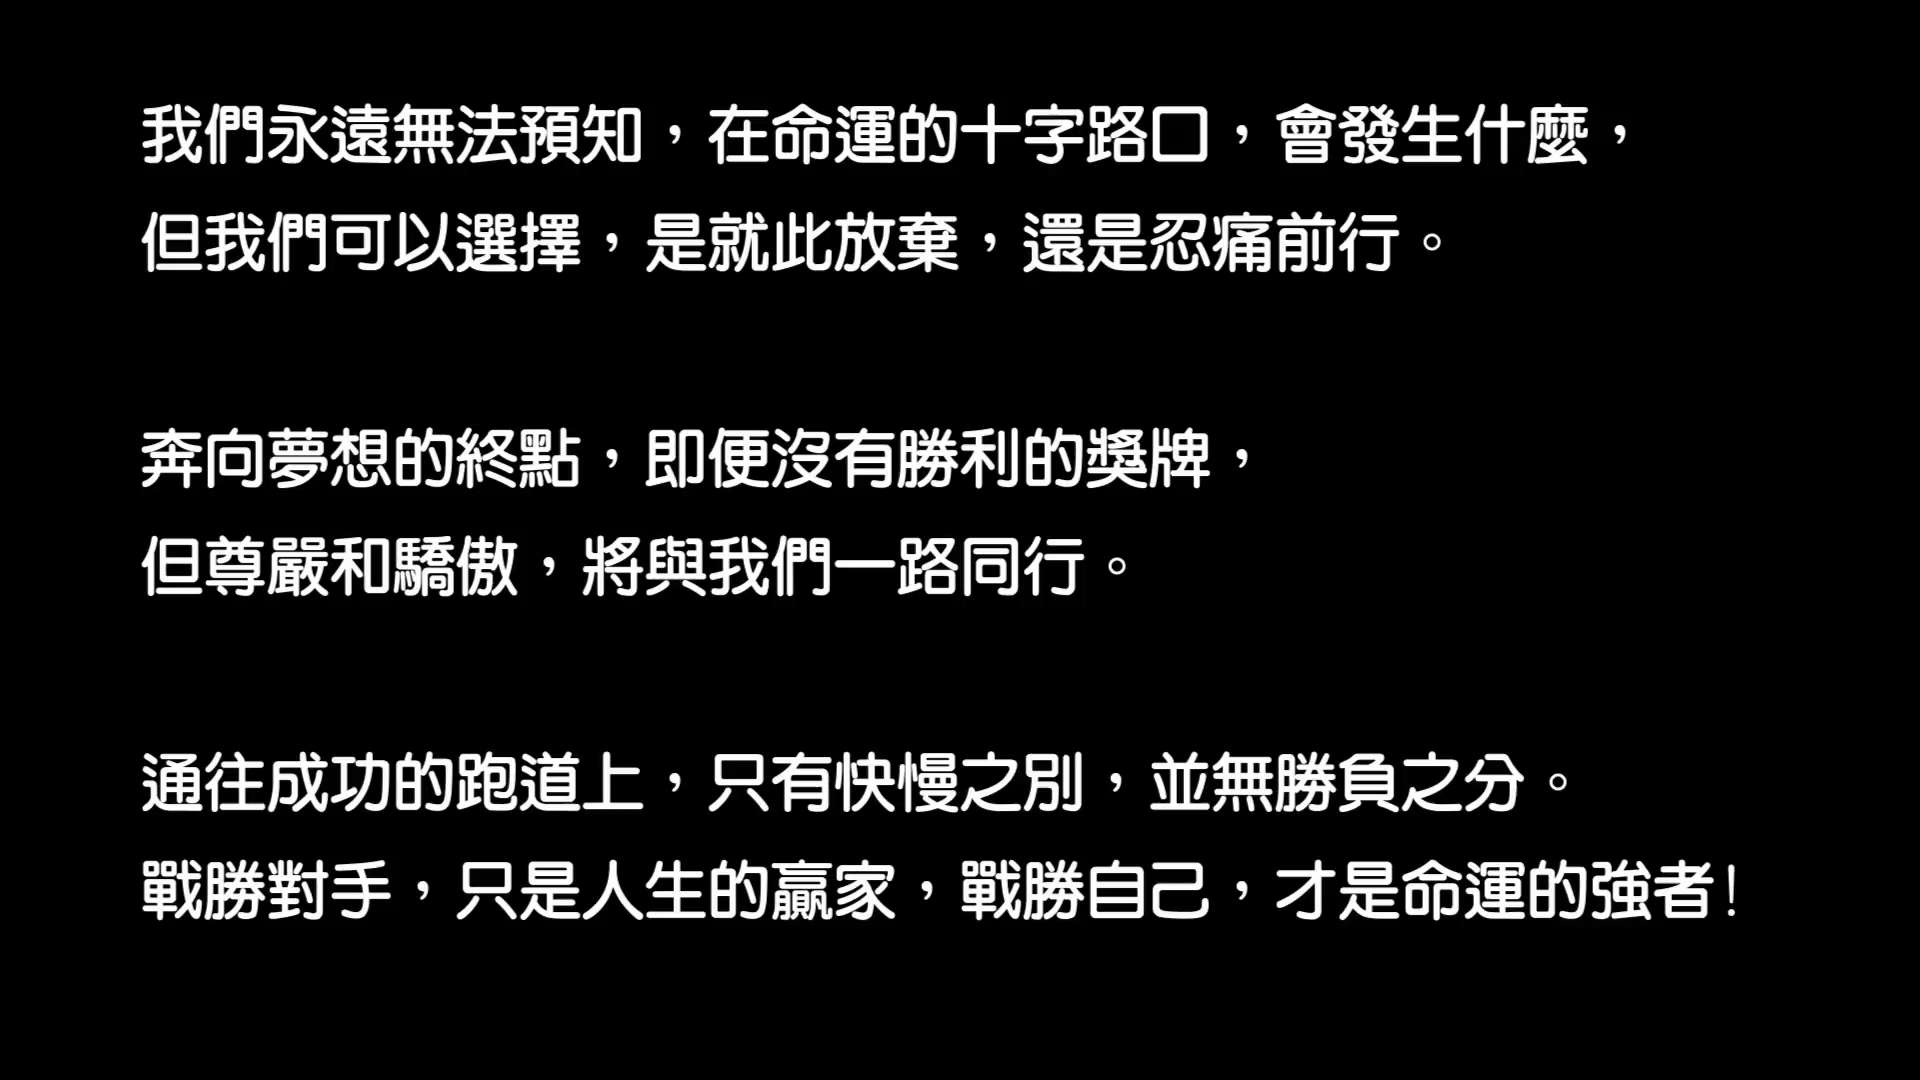 我們永遠無法預知，在命運的十字路口，會發生什麼，
但我們可以選擇，是就此放棄，還是忍痛前行。
奔向夢想的終點，即便沒有勝利的獎牌，
但尊嚴和驕傲，將與我們一路同行。
通往成功的跑道上，只有快慢之別，並無勝負之分。
戰勝對手，只是人生的贏家，戰勝自己，才是命運的強者!